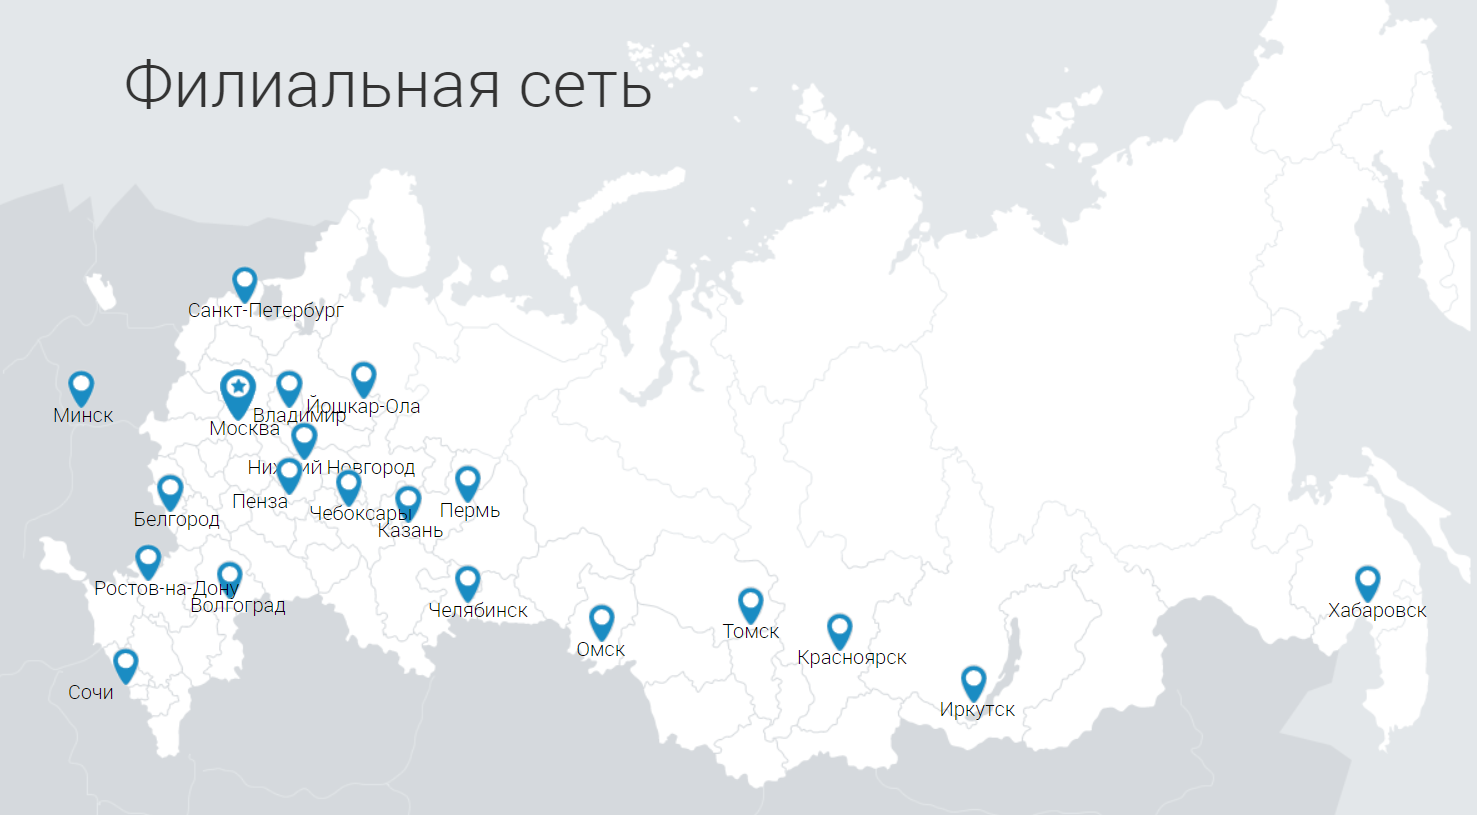 Филиальная сеть
Санкт-Петербург
Минск
Москва
Владимир
Йошкар-Ола
Нижний Новгород
Пенза
Чебоксары
Казань
Пермь
Белгород
Ростов-на-Дону
Волгоград
Челябинск
Омск
Томск
Красноярск
Иркутск
Хабаровск
Сочи